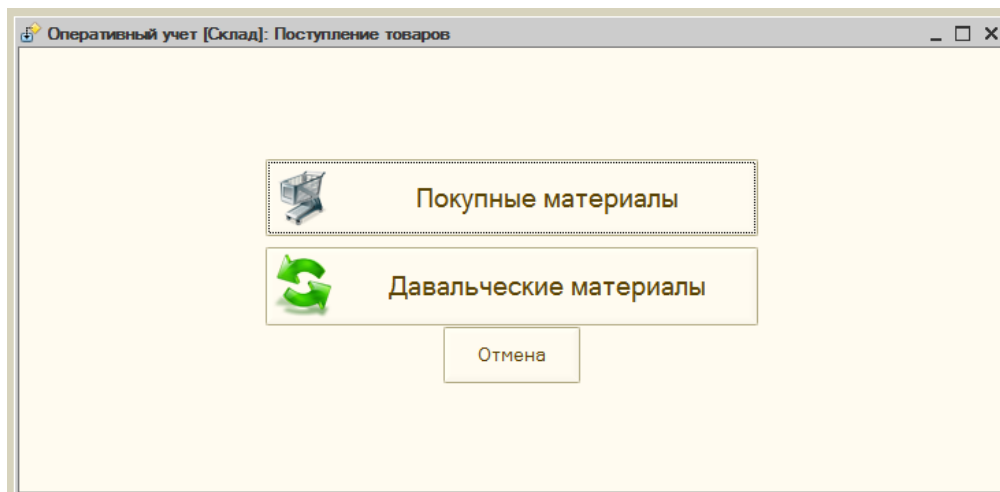 Оперативный учет [Склад]: Поступление товаров
Покупные материалы
Давальческие материалы
Отмена